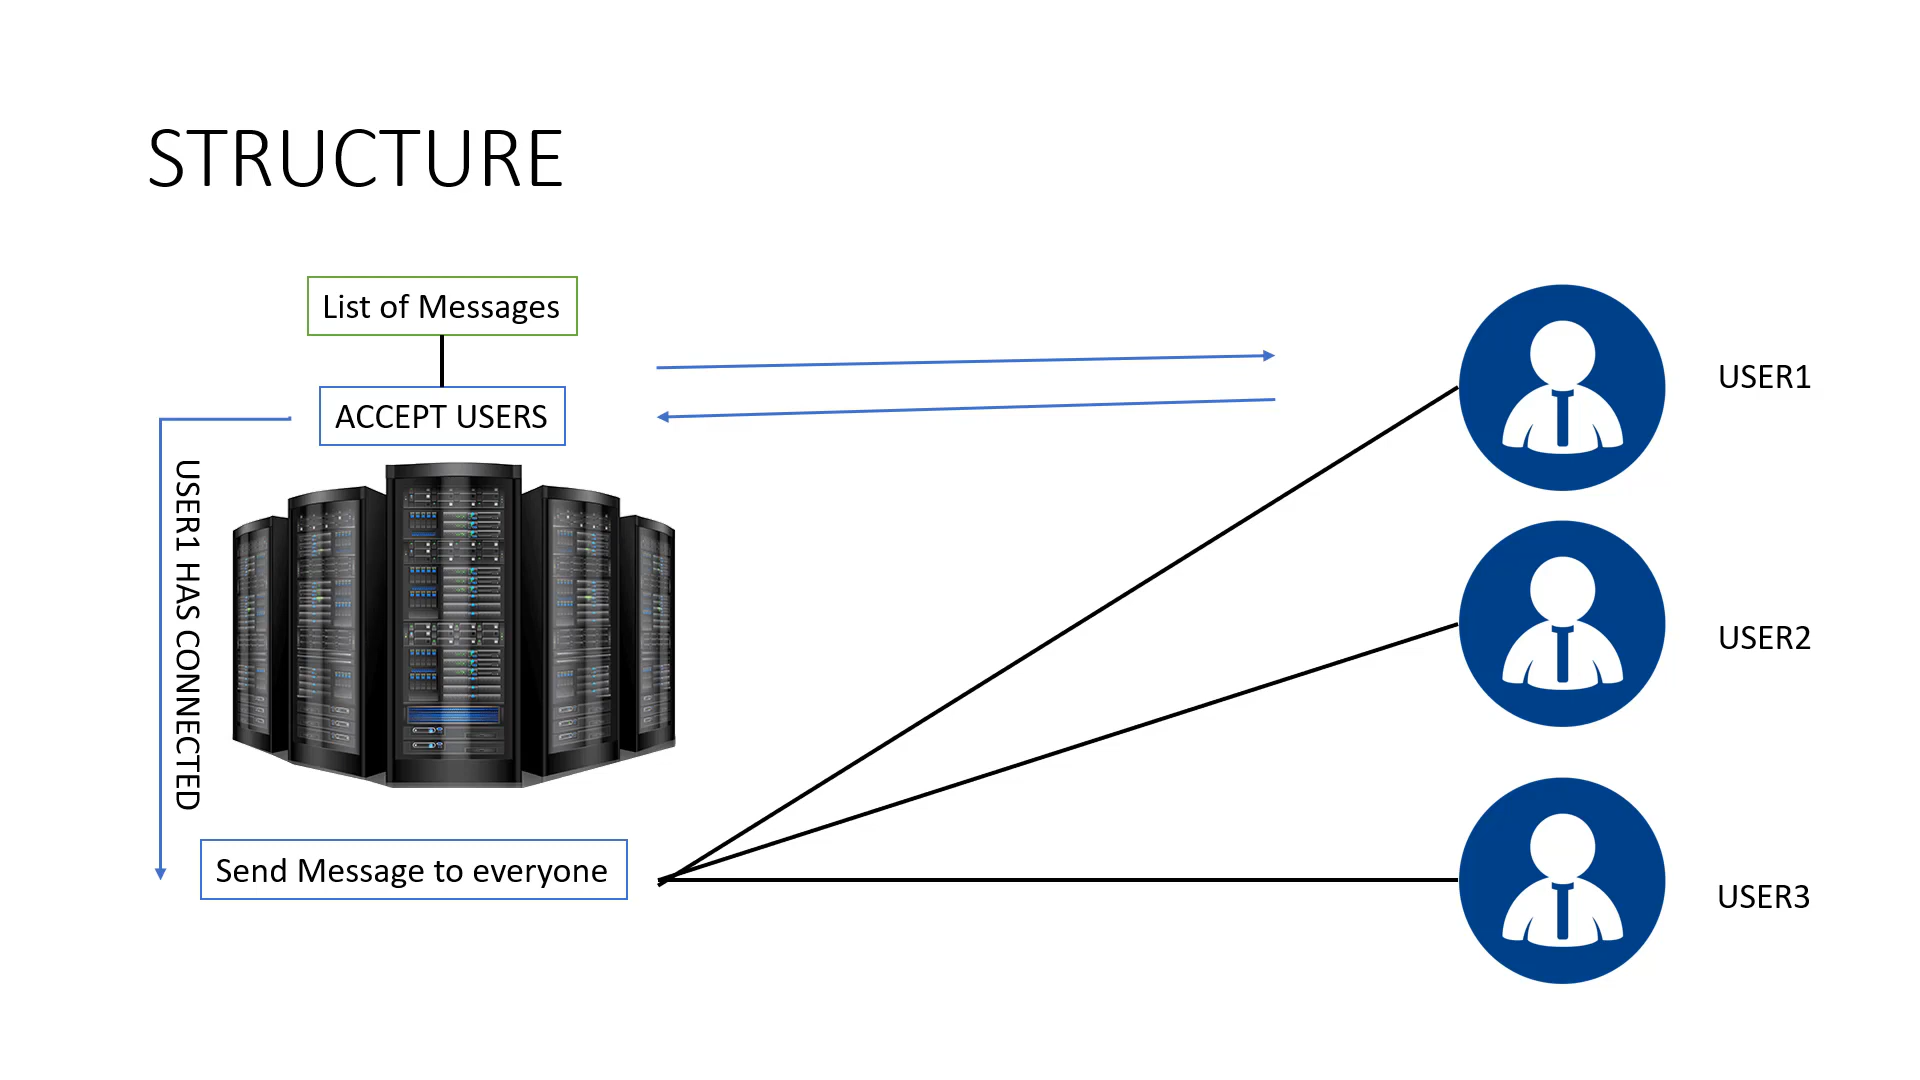 STRUCTURE
List of Messages
ACCEPT USERS
USER1 HAS CONNECTED
Send Message to everyone
USER1
USER2
USER3